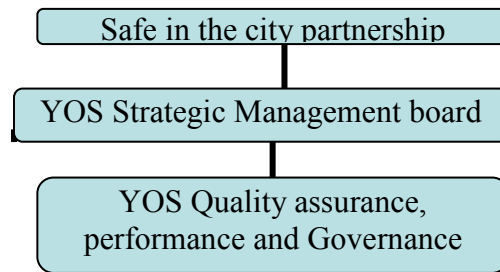 Safe in the city partnership
YOS Strategic Management board
YOS Quality assurance,
performance and Governance